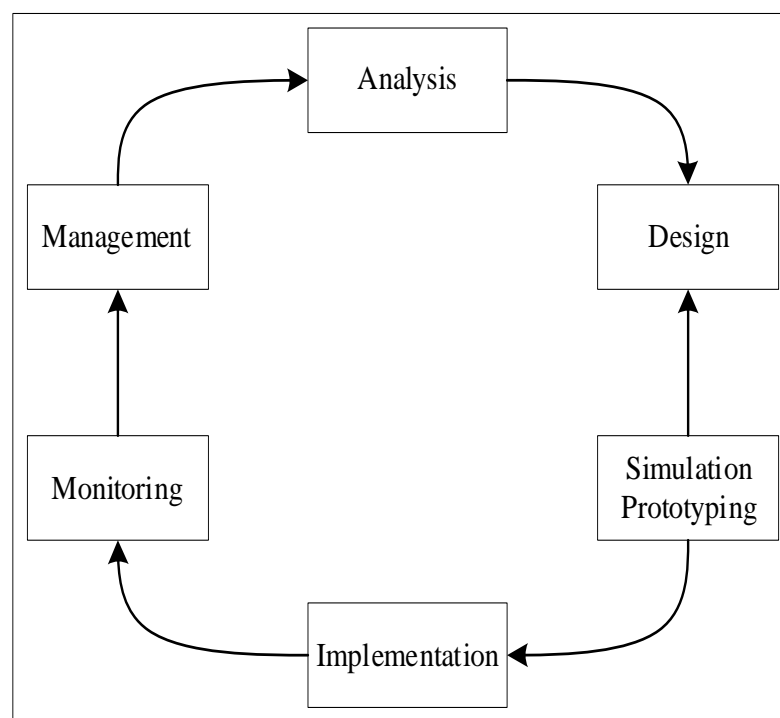 Analysis
Management
Design
Monitoring
Simulation
Prototyping
Implementation